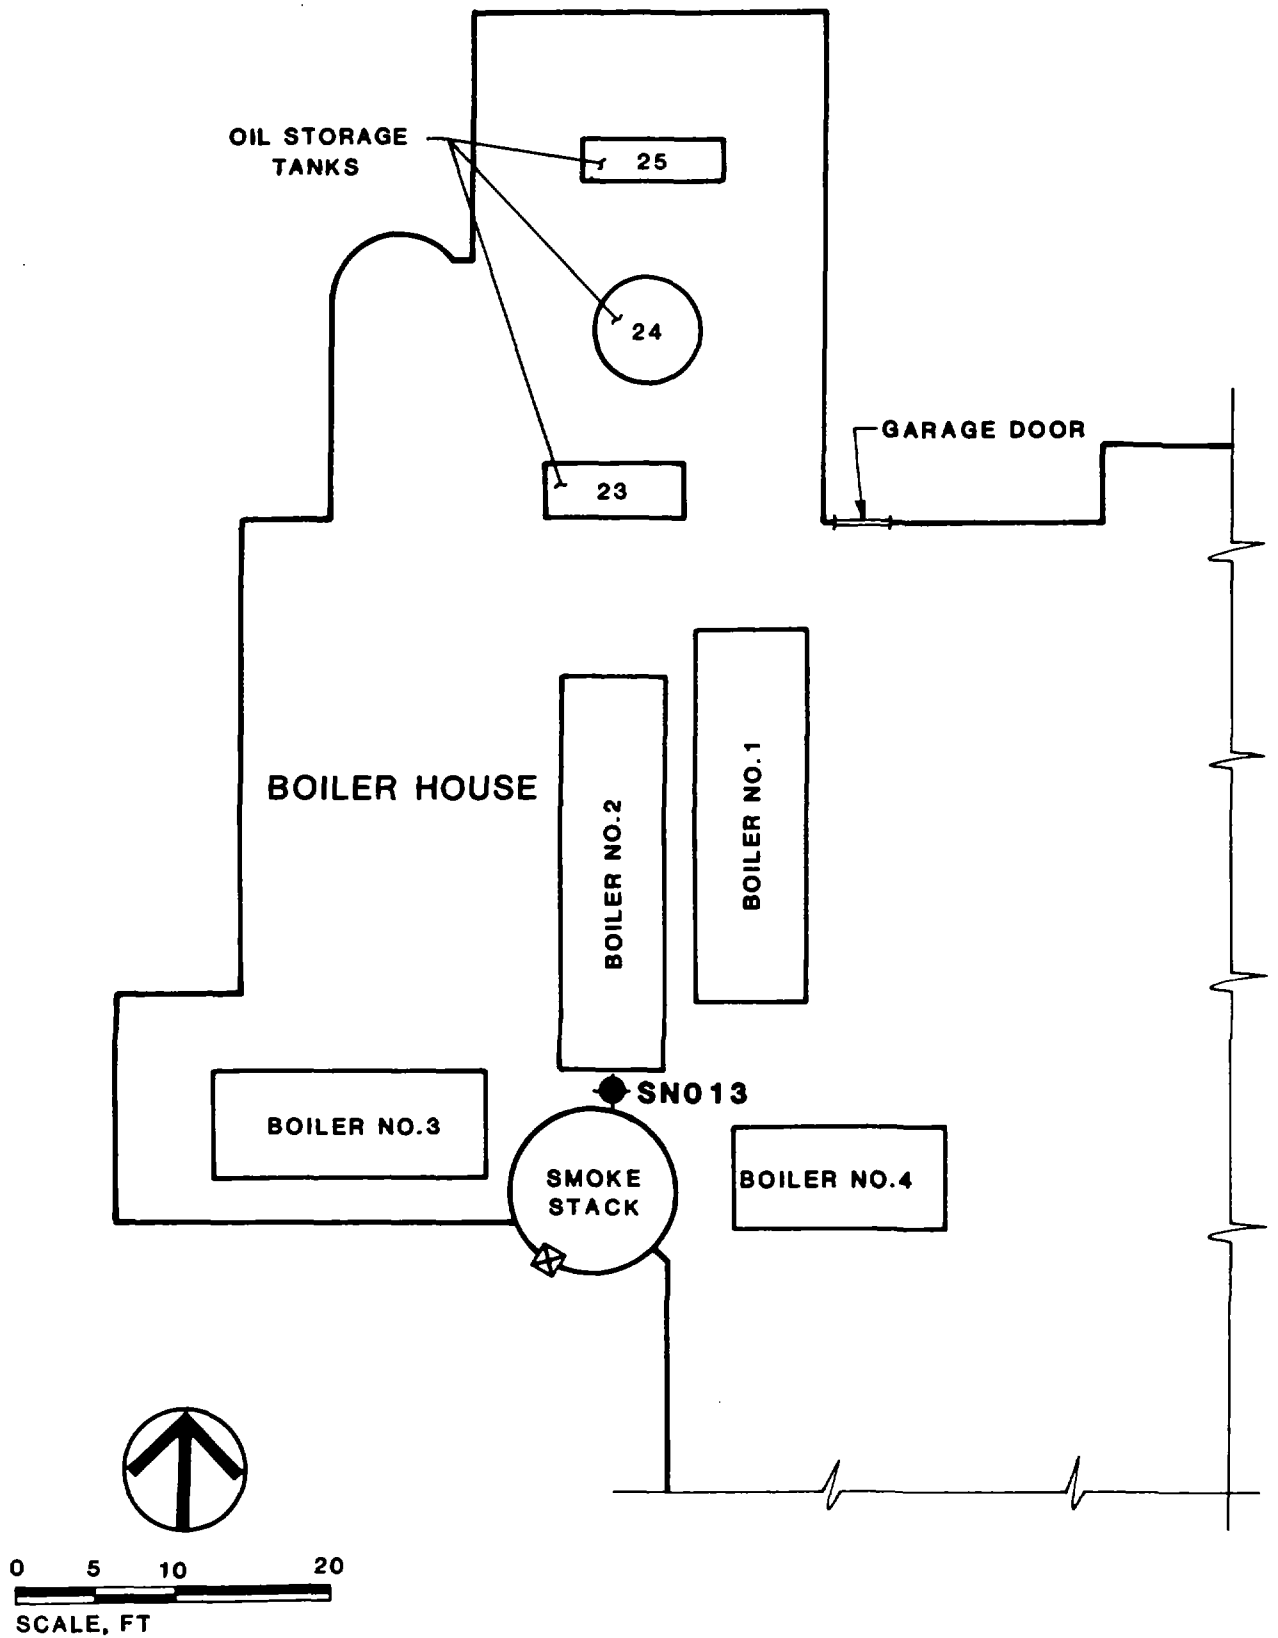 OIL STORAGE
TANKS
25
24
GARAGE DOOR
23
BOILER HOUSE
BOILER NO.2
BOILER NO.1
SN013
BOILER NO.3
SMOKE
STACK
BOILER NO.4
0 5 10 20
SCALE, FT